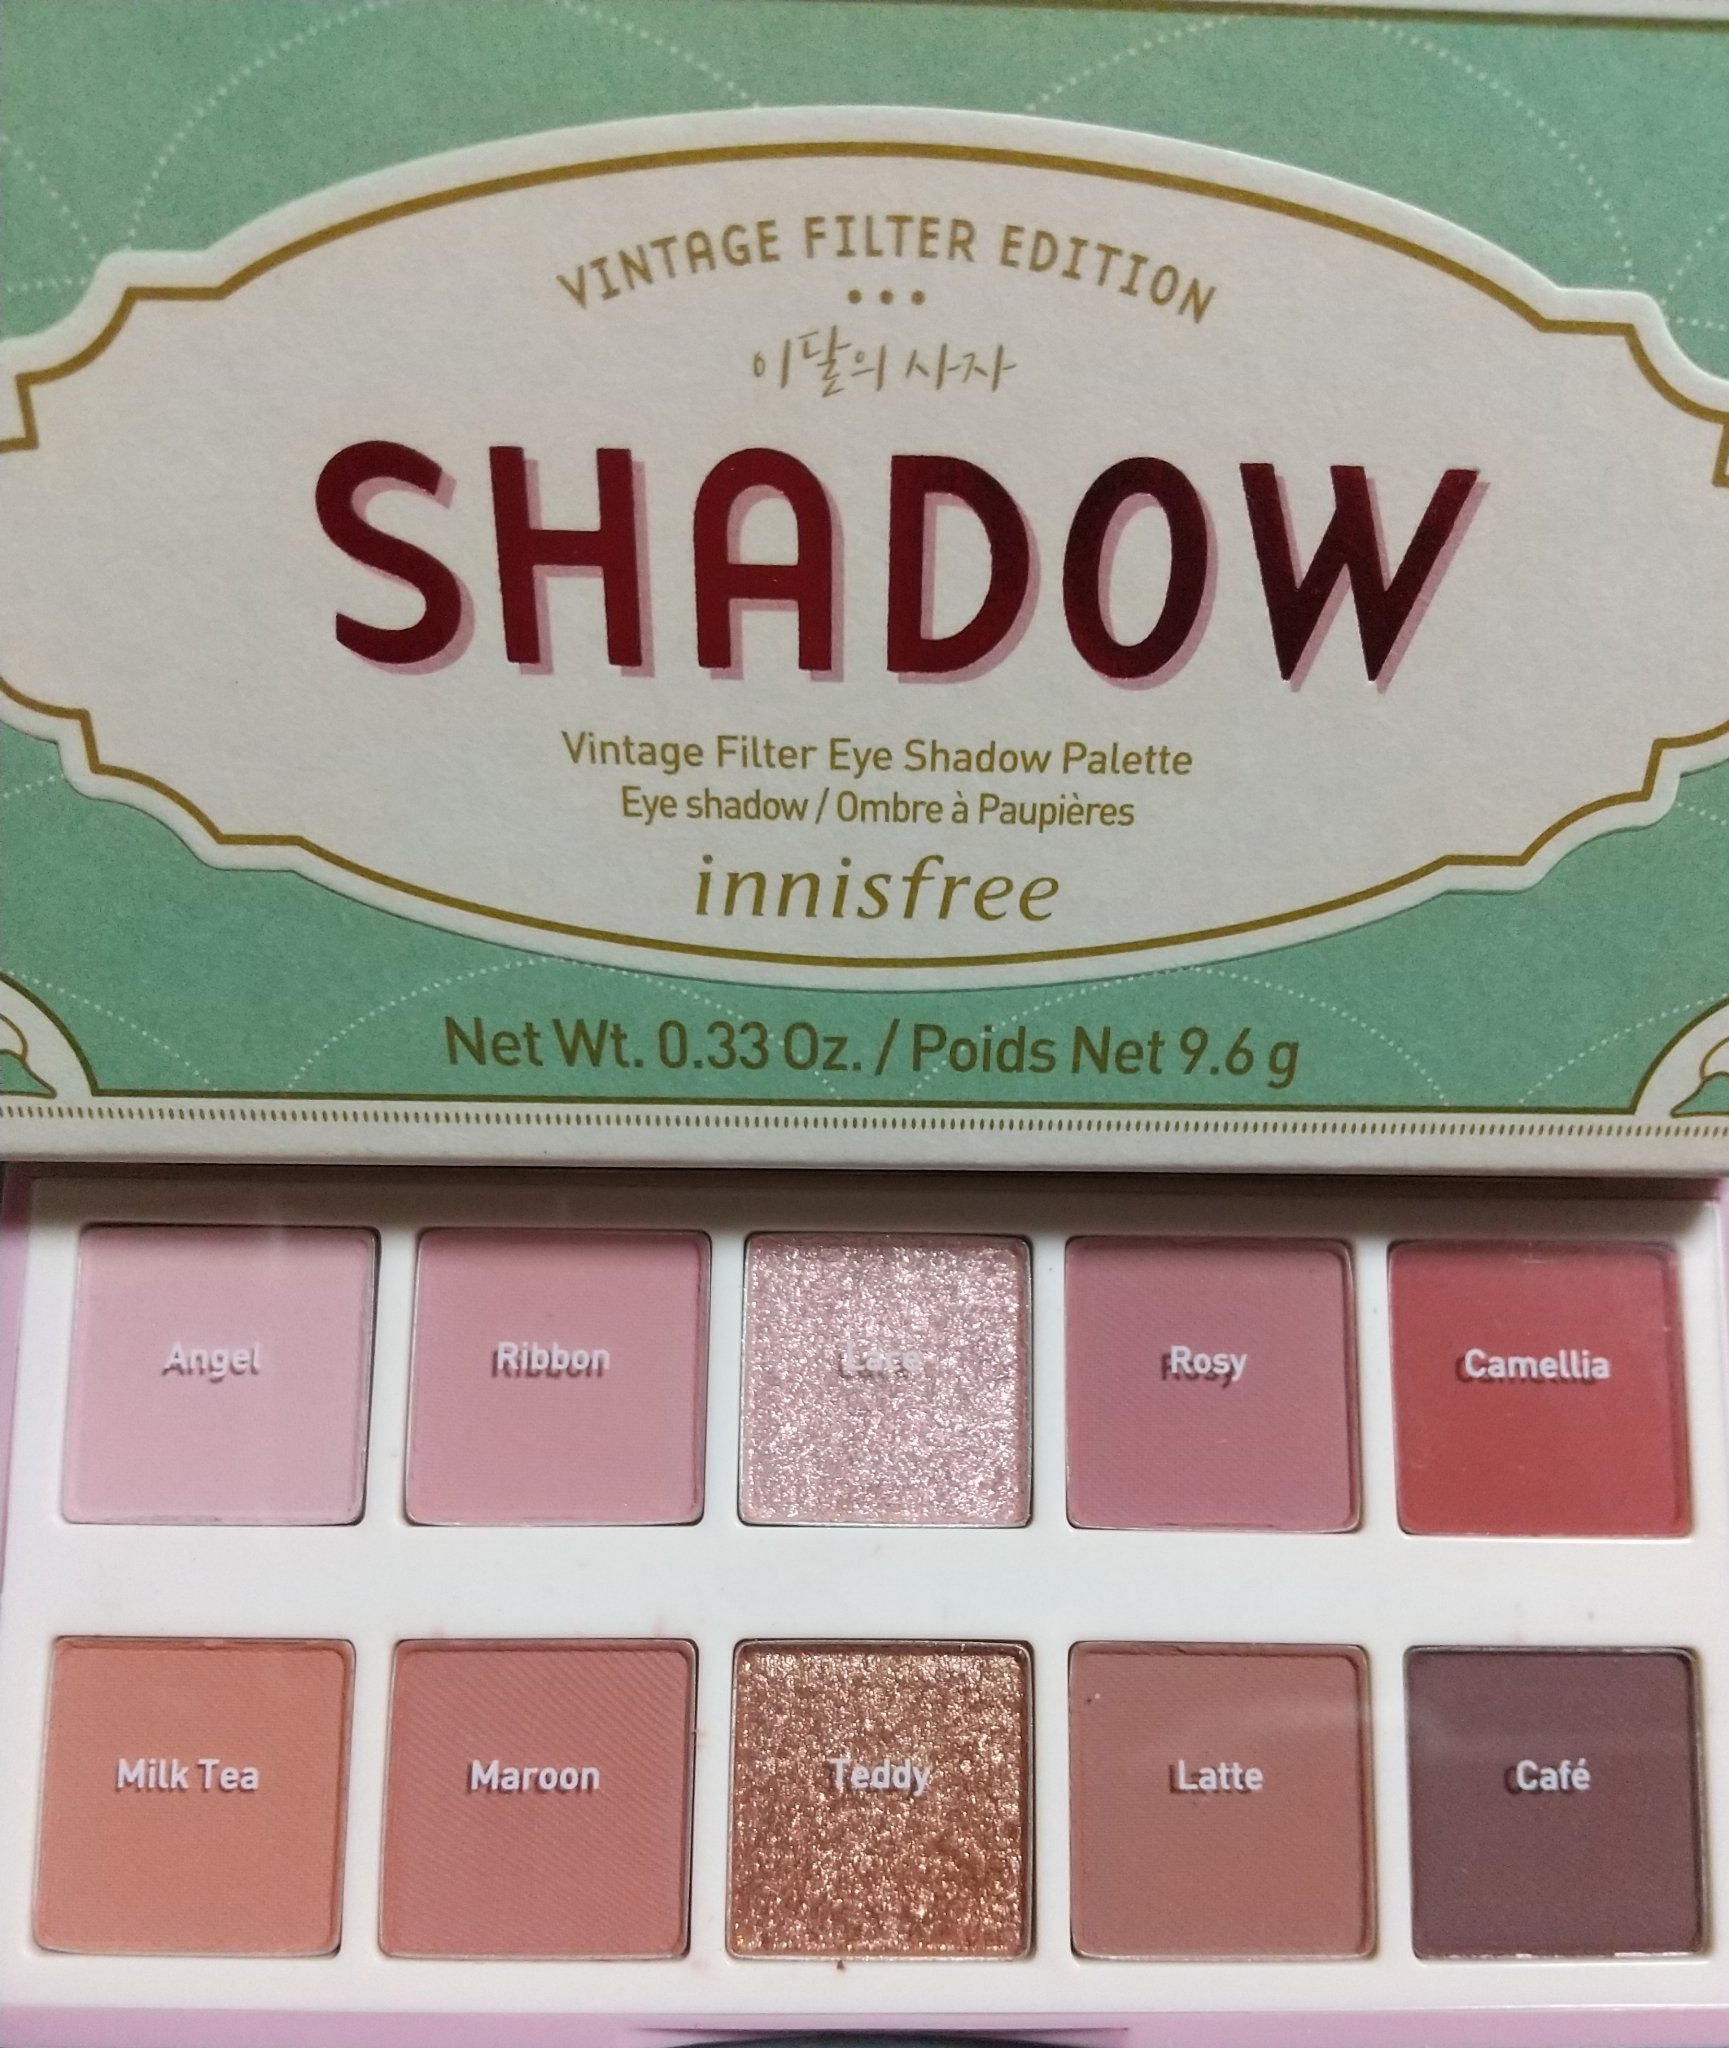 VINTAGE FILTER EDITION
이달의 사자
SHADOW
Vintage Filter Eye Shadow Palette
Eye shadow / Ombre à Paupières
innisfree
Net Wt. 0.33 Oz. / Poids Net 9.6 g
Angel Ribbon Lace Rosy Camellia
Milk Tea Maroon Teddy Latte Café